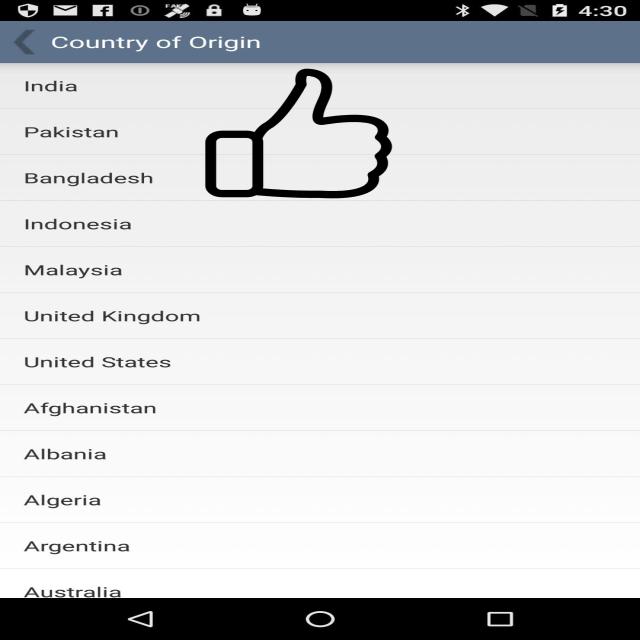 4:30
Country of Origin
India
Pakistan
Bangladesh
Indonesia
Malaysia
United Kingdom
United States
Afghanistan
Albania
Algeria
Argentina
Australia